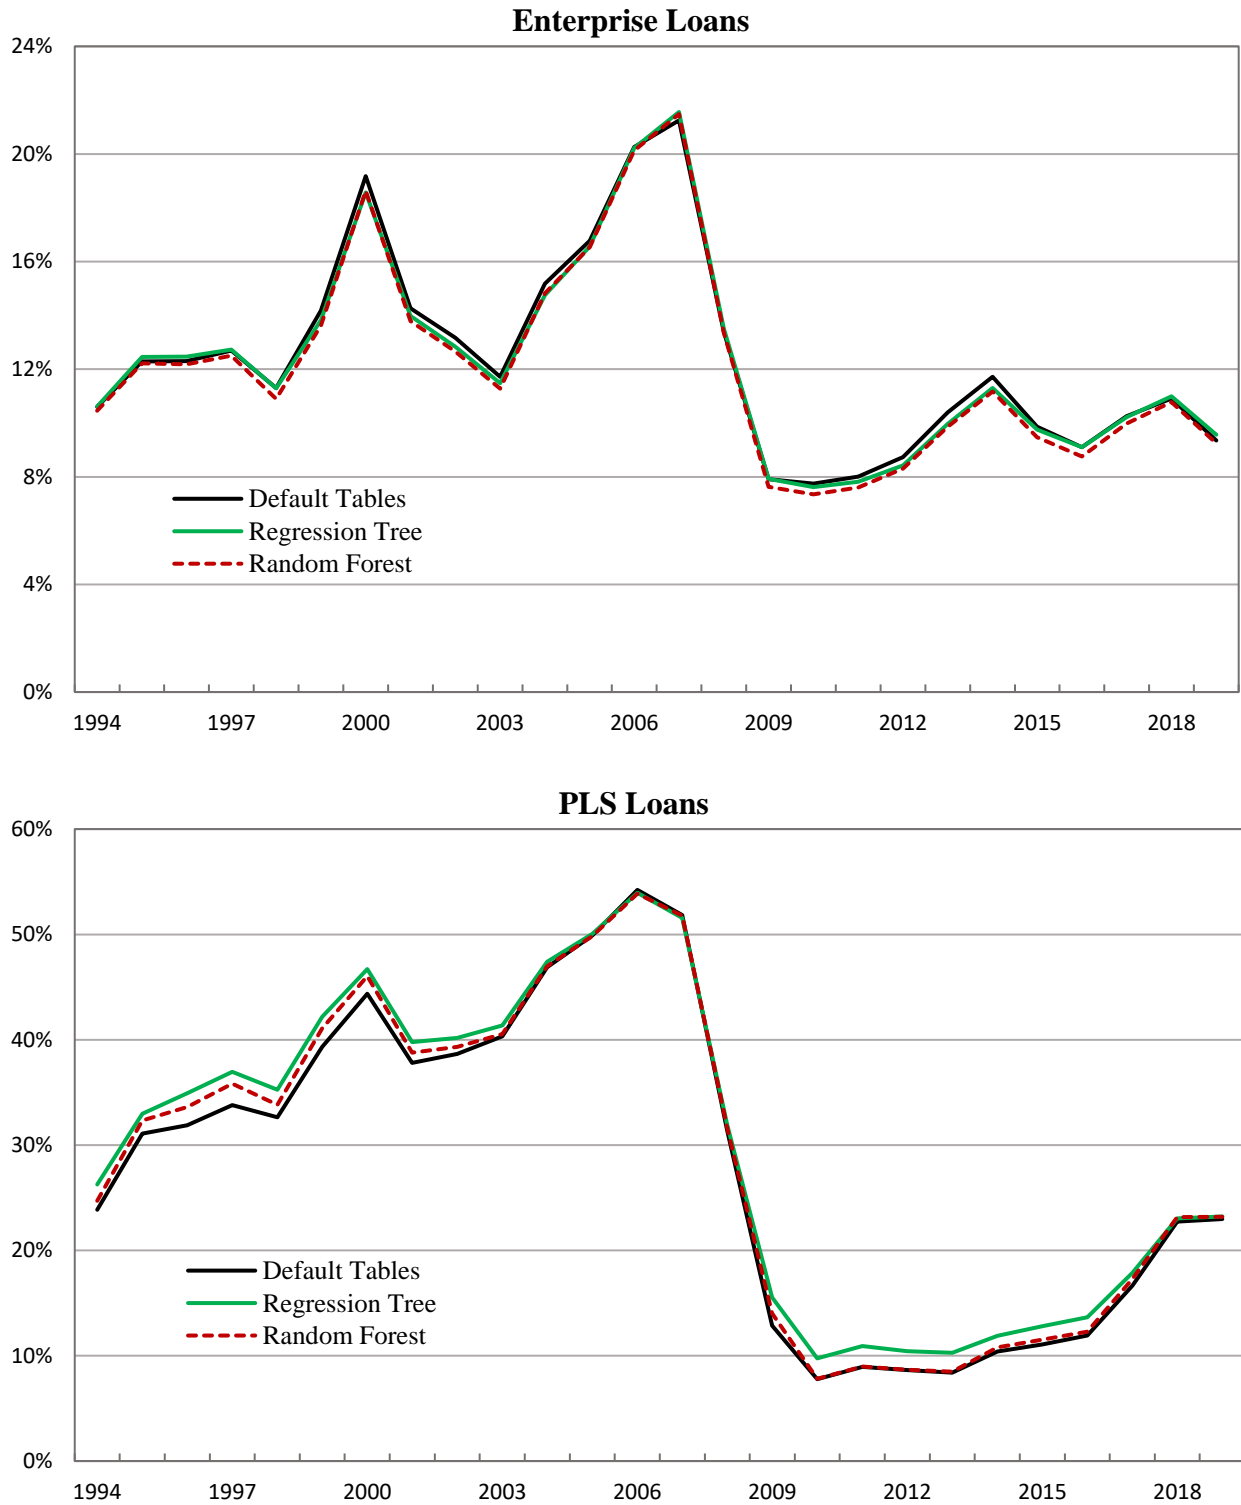 Enterprise Loans
24%
20%
16%
12%
8%
4%
0%
Default Tables
Regression Tree
Random Forest
1994 1997 2000 2003 2006 2009 2012 2015 2018
PLS Loans
60%
50%
40%
30%
20%
10%
0%
Default Tables
Regression Tree
Random Forest
1994 1997 2000 2003 2006 2009 2012 2015 2018